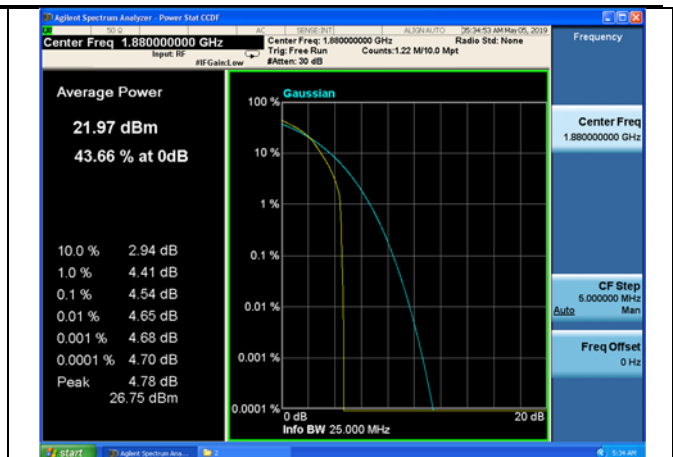 Agilent Spectrum Analyzer - Power Stat CCDF
50 Ω AC SENSE:INT ALIGN AUTO 05:34:53 AM May 05, 2019
Center Freq 1.880000000 GHz
Input: RF
#IFGain:Low
Center Freq: 1.880000000 GHz
Trig: Free Run Counts:1.22 M/10.0 Mpt
#Atten: 30 dB
Radio Std: None
Frequency
Average Power
21.97 dBm
43.66 % at 0dB
10.0 % 2.94 dB
1.0 % 4.41 dB
0.1 % 4.54 dB
0.01 % 4.65 dB
0.001 % 4.68 dB
0.0001 % 4.70 dB
Peak 4.78 dB
26.75 dBm
Gaussian
100 %
10 %
1 %
0.1 %
0.01 %
0.001 %
0.0001 %
0 dB 20 dB
Info BW 25.000 MHz
Center Freq
1.880000000 GHz
CF Step
5.000000 MHz
Auto Man
Freq Offset
0 Hz
start Agilent Spectrum Ana... 2 5:34 AM